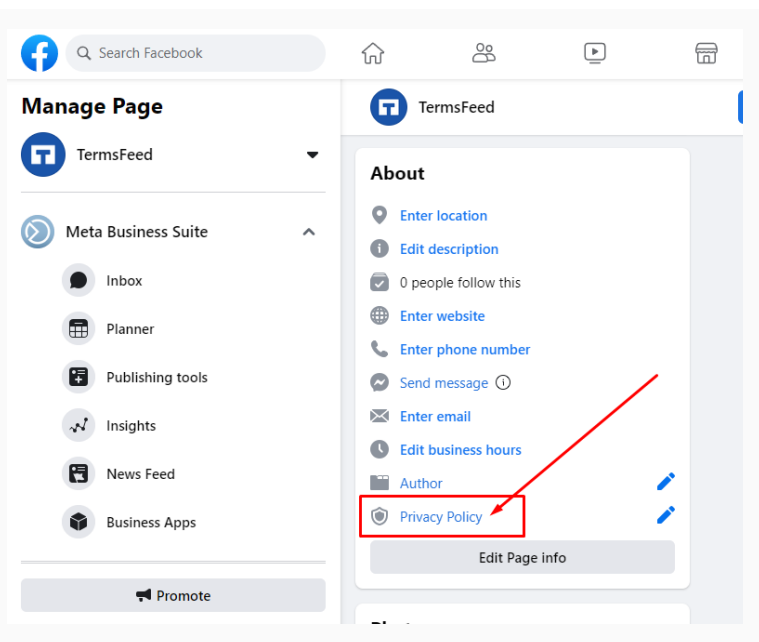 Search Facebook
Manage Page
TermsFeed
Meta Business Suite
Inbox
Planner
Publishing tools
Insights
News Feed
Business Apps
Promote
TermsFeed
About
Enter location
Edit description
0 people follow this
Enter website
Enter phone number
Send message
Enter email
Edit business hours
Author
Privacy Policy
Edit Page info